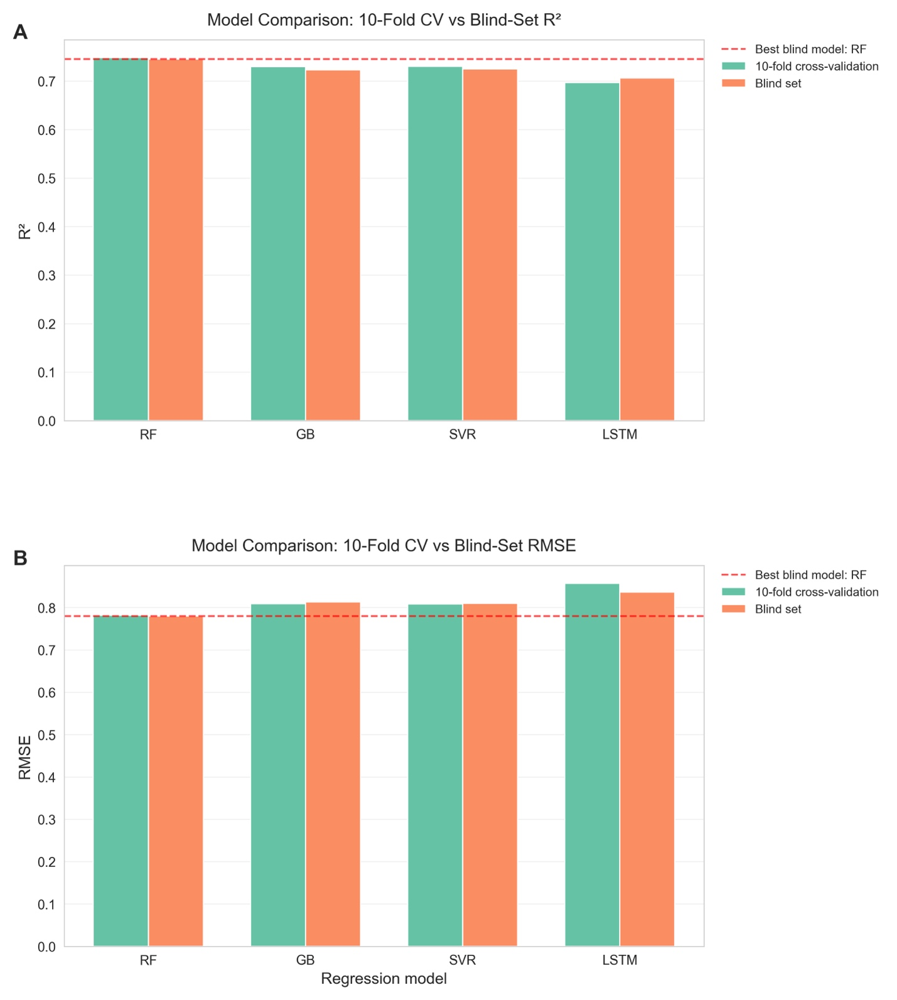 A
Model Comparison: 10-Fold CV vs Blind-Set R²
Best blind model: RF
10-fold cross-validation
Blind set
R²
0.7
0.6
0.5
0.4
0.3
0.2
0.1
0.0
RF GB SVR LSTM
B
Model Comparison: 10-Fold CV vs Blind-Set RMSE
Best blind model: RF
10-fold cross-validation
Blind set
RMSE
0.8
0.7
0.6
0.5
0.4
0.3
0.2
0.1
0.0
RF GB SVR LSTM
Regression model